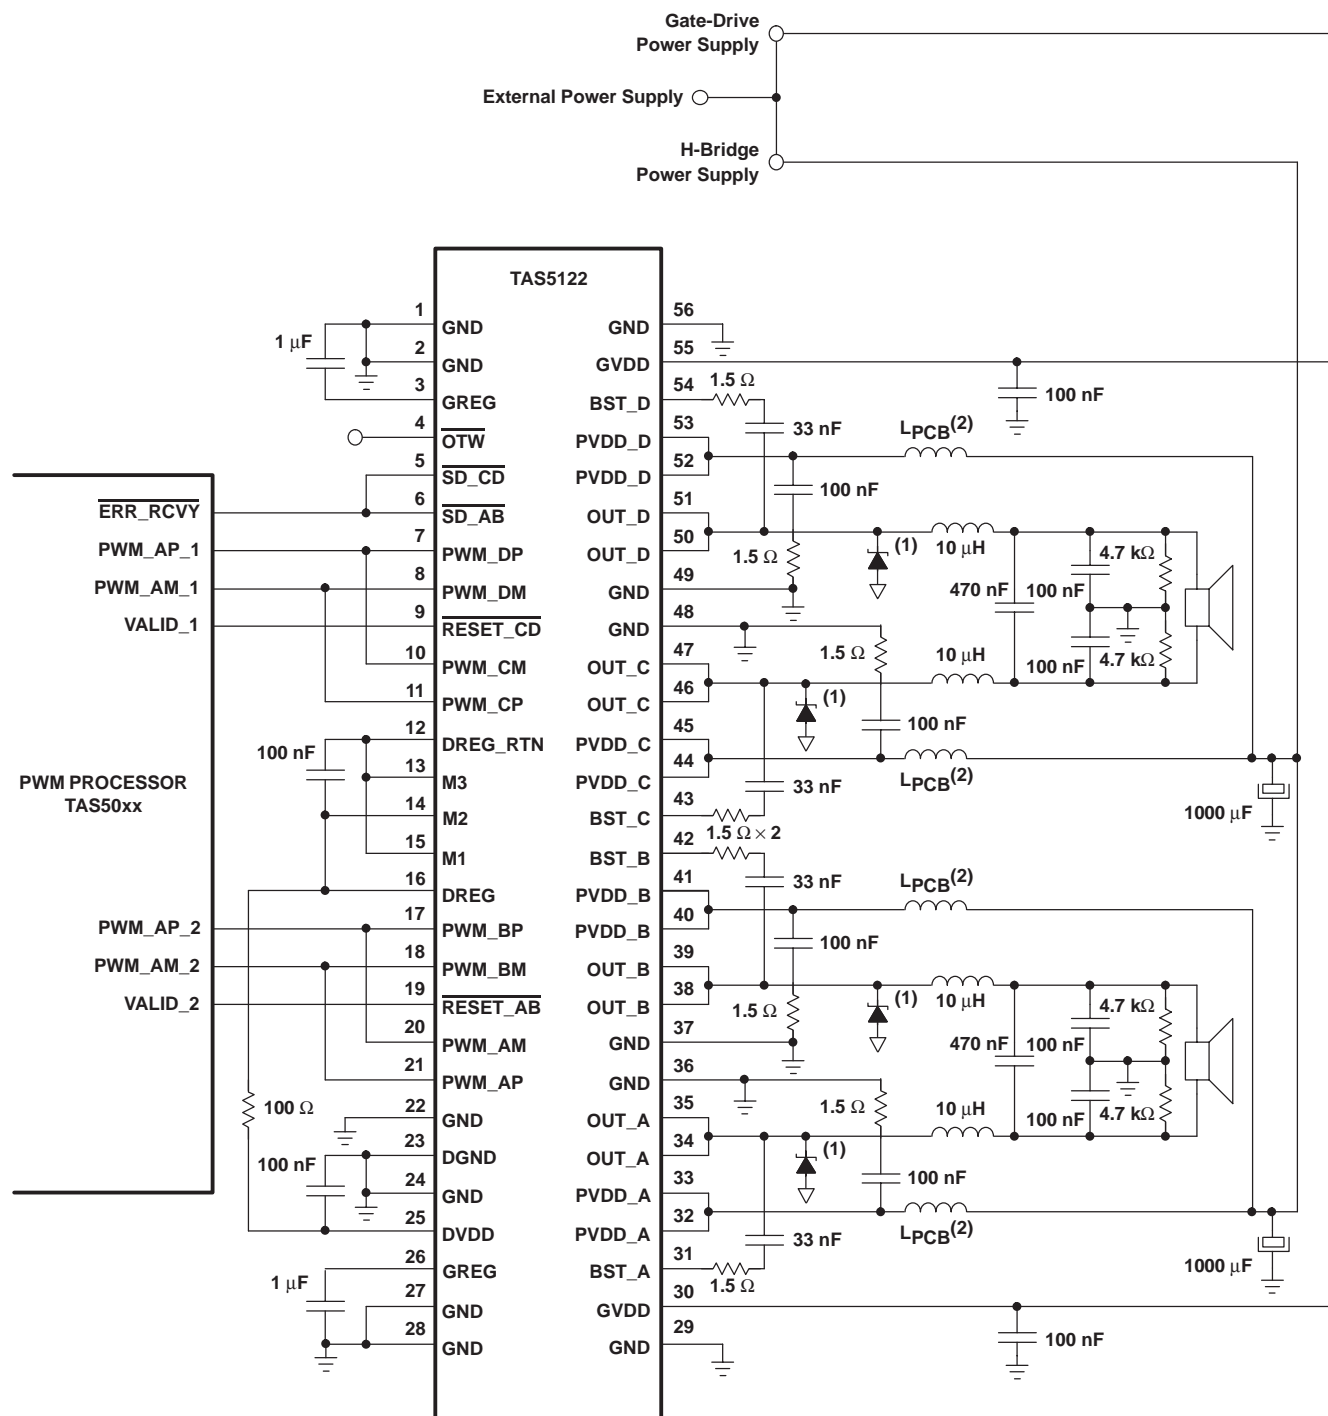 Gate-Drive
Power Supply
External Power Supply
H-Bridge
Power Supply
TAS5122
1 GND GND 56
1 μF
2 GND GVDD 55
3 GREG BST_D 54
1.5 Ω
100 nF
4 OTW PVDD_D 53
33 nF
LPCB(2)
5 SD_CD PVDD_D 52
100 nF
ERR_RCVY
6 SD_AB OUT_D 51
PWM_AP_1
7 PWM_DP OUT_D 50
1.5 Ω
(1)
10 μH
4.7 kΩ
PWM_AM_1
8 PWM_DM GND 49
470 nF
100 nF
VALID_1
9 RESET_CD GND 48
1.5 Ω
10 μH
100 nF
4.7 kΩ
10 PWM_CM OUT_C 47
11 PWM_CP OUT_C 46
(1)
100 nF
12 DREG_RTN PVDD_C 45
100 nF
13 M3 PVDD_C 44
33 nF
LPCB(2)
PWM PROCESSOR
TAS50xx
14 M2 BST_C 43
1.5 Ω × 2
1000 μF
15 M1 BST_B 42
33 nF
LPCB(2)
16 DREG PVDD_B 41
PWM_AP_2
17 PWM_BP PVDD_B 40
100 nF
PWM_AM_2
18 PWM_BM OUT_B 39
VALID_2
19 RESET_AB OUT_B 38
1.5 Ω
(1)
10 μH
4.7 kΩ
20 PWM_AM GND 37
470 nF
100 nF
21 PWM_AP GND 36
100 Ω
1.5 Ω
10 μH
100 nF
4.7 kΩ
22 GND OUT_A 35
23 DGND OUT_A 34
(1)
100 nF
100 nF
24 GND PVDD_A 33
25 DVDD PVDD_A 32
33 nF
LPCB(2)
26 GREG BST_A 31
1.5 Ω
1000 μF
1 μF
27 GND GVDD 30
28 GND GND 29
100 nF